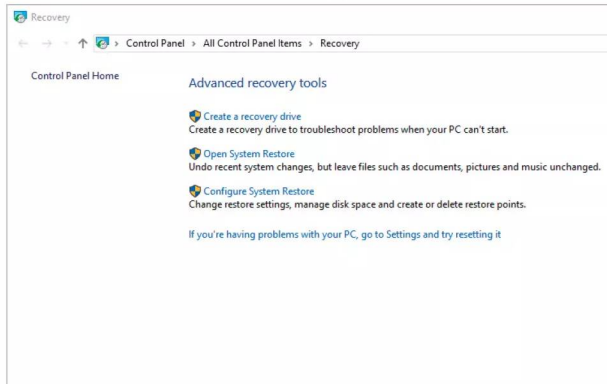 Recovery
Control Panel > All Control Panel Items > Recovery
Control Panel Home
Advanced recovery tools
Create a recovery drive
Create a recovery drive to troubleshoot problems when your PC can't start.
Open System Restore
Undo recent system changes, but leave files such as documents, pictures and music unchanged.
Configure System Restore
Change restore settings, manage disk space and create or delete restore points.
If you're having problems with your PC, go to Settings and try resetting it